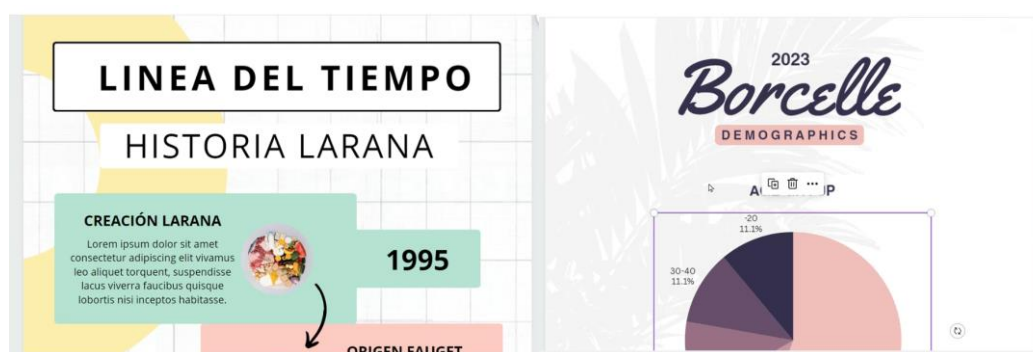 LINEA DEL TIEMPO
HISTORIA LARANA
CREACIÓN LARANA
Lorem ipsum dolor sit amet
consectetur adipiscing elit vivamus
leo aliquet torquent, suspendisse
lacus viverra faucibus quisque
lobortis nisi inceptos habitasse.
1995
ORIGEN FAUGET
2023
Borcelle
DEMOGRAPHICS
-20
11.1%
30-40
11.1%